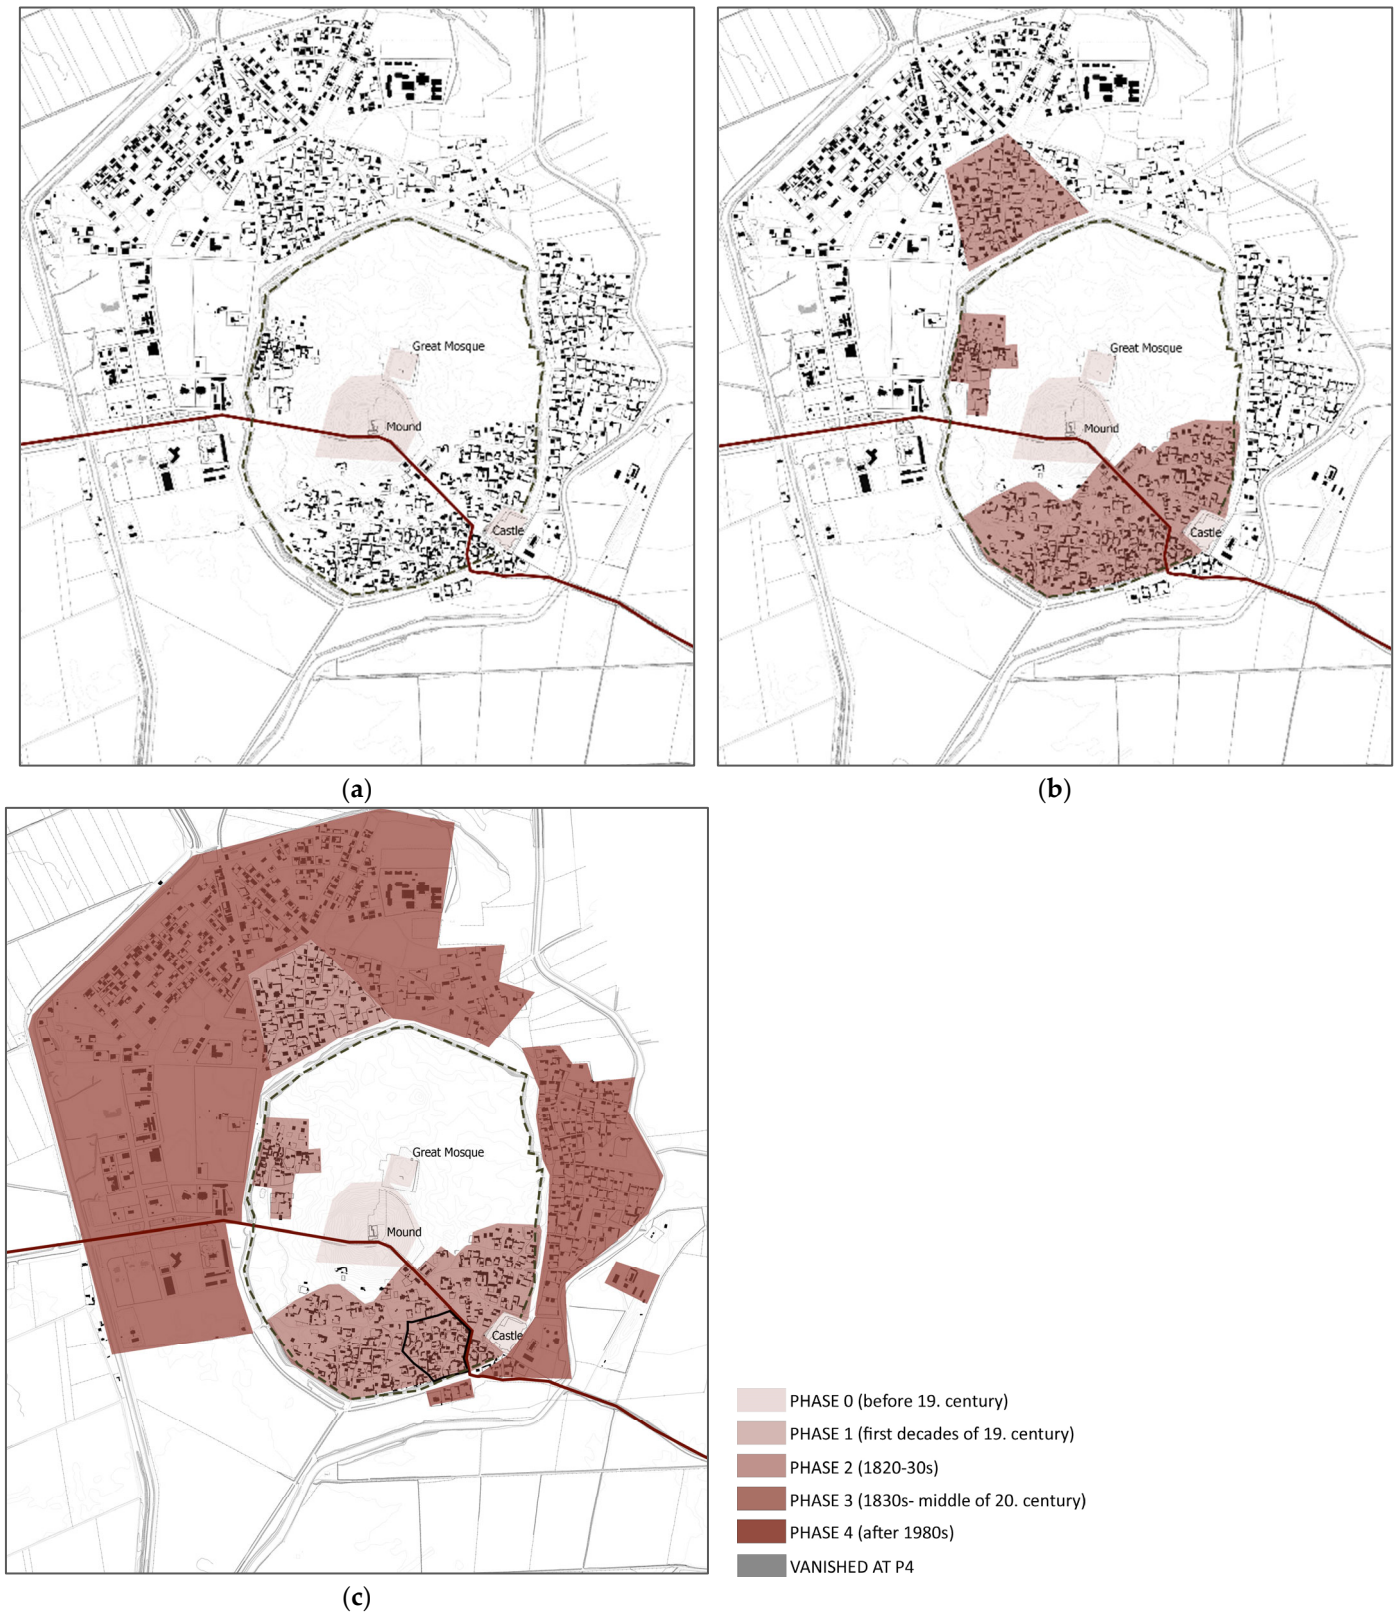 Great Mosque
Mound
Castle
(a)
Great Mosque
Mound
Castle
(b)
Great Mosque
Mound
Castle
(c)
PHASE 0 (before 19. century)
PHASE 1 (first decades of 19. century)
PHASE 2 (1820-30s)
PHASE 3 (1830s- middle of 20. century)
PHASE 4 (after 1980s)
VANISHED AT P4